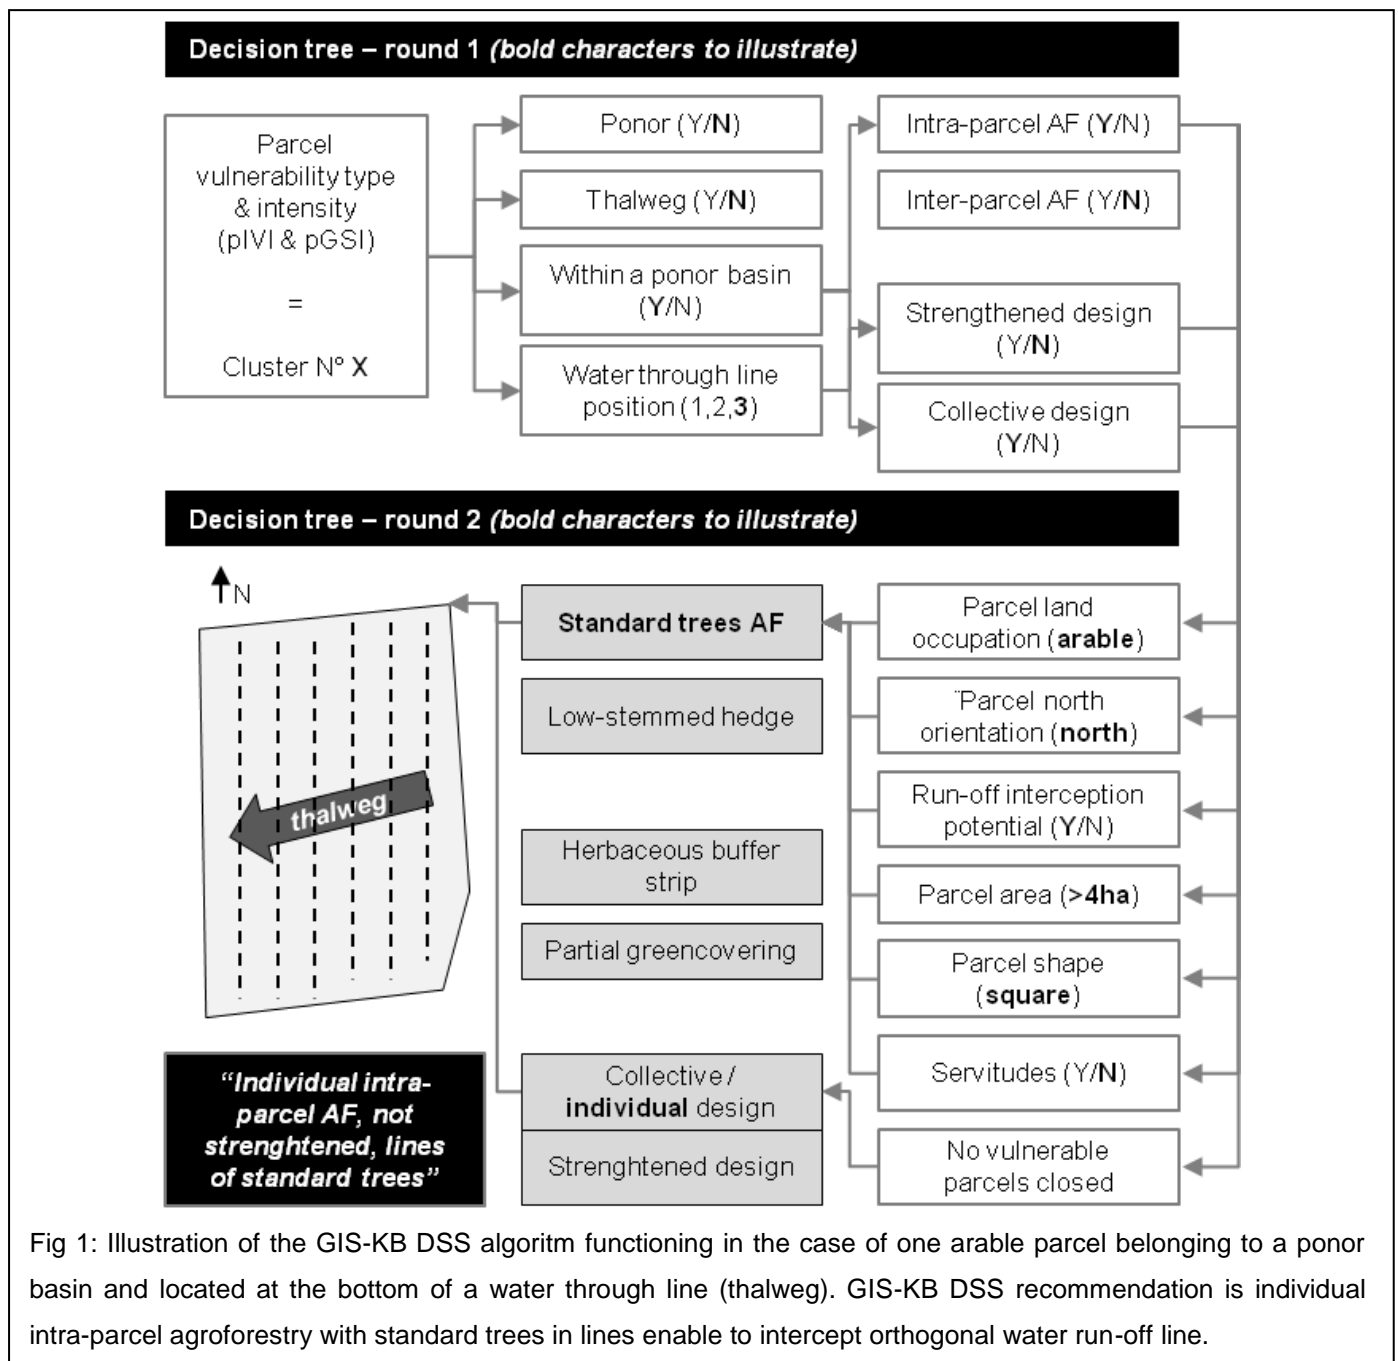 Decision tree – round 1 (bold characters to illustrate)
Parcel
vulnerability type
& intensity
(pIVI & pGSI)
=
Cluster N° X
Ponor (Y/N)
Thalweg (Y/N)
Within a ponor basin
(Y/N)
Water through line
position (1,2,3)
Intra-parcel AF (Y/N)
Inter-parcel AF (Y/N)
Strengthened design
(Y/N)
Collective design
(Y/N)
Decision tree – round 2 (bold characters to illustrate)
N
thalweg
"Individual intra-
parcel AF, not
strenghtened, lines
of standard trees"
Standard trees AF
Low-stemmed hedge
Herbaceous buffer
strip
Partial greencovering
Collective /
individual design
Strenghtened design
Parcel land
occupation (arable)
¨Parcel north
orientation (north)
Run-off interception
potential (Y/N)
Parcel area (>4ha)
Parcel shape
(square)
Servitudes (Y/N)
No vulnerable
parcels closed
Fig 1: Illustration of the GIS-KB DSS algoritm functioning in the case of one arable parcel belonging to a ponor
basin and located at the bottom of a water through line (thalweg). GIS-KB DSS recommendation is individual
intra-parcel agroforestry with standard trees in lines enable to intercept orthogonal water run-off line.